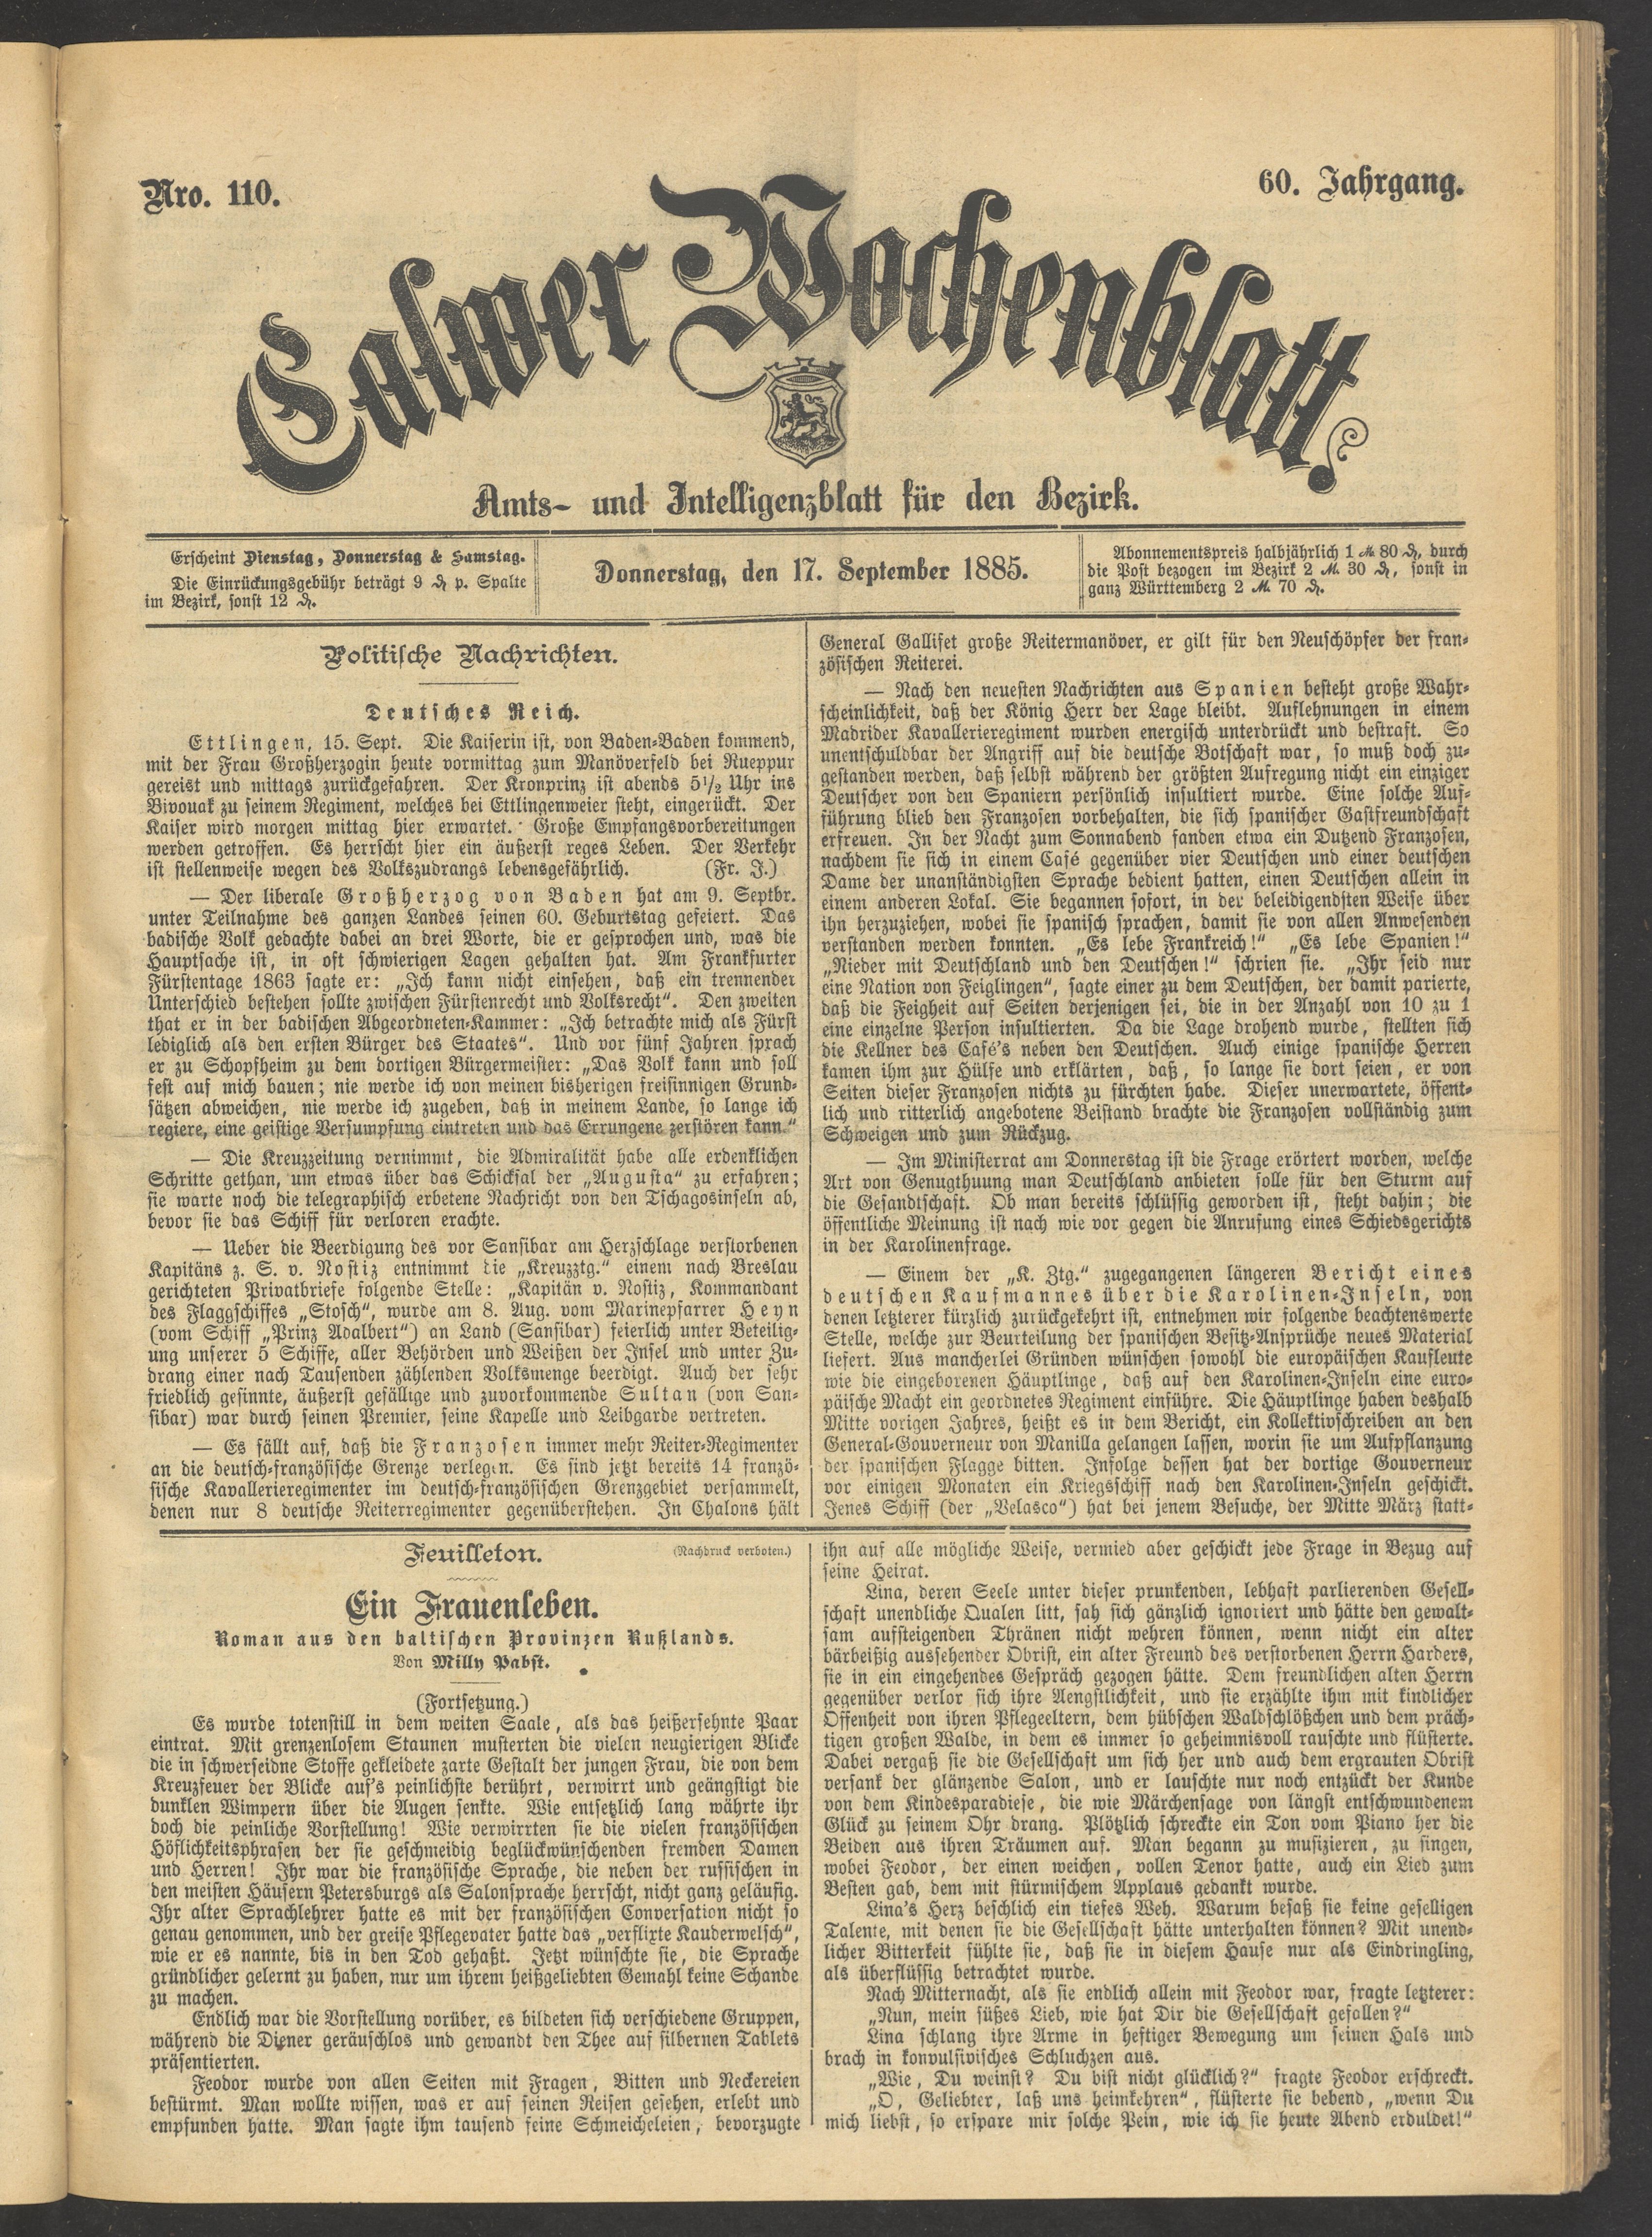 Nro. 110.
60. Jahrgang.
Calwer Wochenblatt
Amts- und Intelligenzblatt für den Bezirk.
Erscheint Dienstag, Donnerstag & Samstag.
Die Einrückungsgebühr beträgt 9 ₰ p. Spalte
im Bezirk, sonst 12 ₰.
Donnerstag, den 17. September 1885.
Abonnementspreis halbjährlich 1 ℳ 80 ₰, durch
die Post bezogen im Bezirk 2 ℳ 30 ₰, sonst in
ganz Württemberg 2 ℳ 70 ₰.
Politische Nachrichten.
Deutsches Reich.
Ettlingen, 15. Sept. Die Kaiserin ist, von Baden-Baden kommend,
mit der Frau Großherzogin heute vormittag zum Manöverfeld bei Rueppur
gereist und mittags zurückgefahren. Der Kronprinz ist abends 5½ Uhr ins
Bivouak zu seinem Regiment, welches bei Ettlingenweier steht, eingerückt. Der
Kaiser wird morgen mittag hier erwartet. Große Empfangsvorbereitungen
werden getroffen. Es herrscht hier ein äußerst reges Leben. Der Verkehr
ist stellenweise wegen des Volkszudrangs lebensgefährlich. (Fr. J.)
— Der liberale Großherzog von Baden hat am 9. Septbr.
unter Teilnahme des ganzen Landes seinen 60. Geburtstag gefeiert. Das
badische Volk gedachte dabei an drei Worte, die er gesprochen und, was die
Hauptsache ist, in oft schwierigen Lagen gehalten hat. Am Frankfurter
Fürstentage 1863 sagte er: „Ich kann nicht einsehen, daß ein trennender
Unterschied bestehen sollte zwischen Fürstenrecht und Volksrecht“. Den zweiten
that er in der badischen Abgeordneten-Kammer: „Ich betrachte mich als Fürst
lediglich als den ersten Bürger des Staates“. Und vor fünf Jahren sprach
er zu Schopfheim zu dem dortigen Bürgermeister: „Das Volk kann und soll
fest auf mich bauen; nie werde ich von meinen bisherigen freisinnigen Grund-
sätzen abweichen, nie werde ich zugeben, daß in meinem Lande, so lange ich
regiere, eine geistige Versumpfung eintreten und das Errungene zerstören kann.“
— Die Kreuzzeitung vernimmt, die Admiralität habe alle erdenklichen
Schritte gethan, um etwas über das Schicksal der „Augusta“ zu erfahren;
sie warte noch die telegraphisch erbetene Nachricht von den Tschagosinseln ab,
bevor sie das Schiff für verloren erachte.
— Ueber die Beerdigung des vor Sansibar am Herzschlage verstorbenen
Kapitäns z. S. v. Nostiz entnimmt die „Kreuzztg.“ einem nach Breslau
gerichteten Privatbriefe folgende Stelle: „Kapitän v. Nostiz, Kommandant
des Flaggschiffes „Stosch“, wurde am 8. Aug. vom Marinepfarrer Heyn
(vom Schiff „Prinz Adalbert“) an Land (Sansibar) feierlich unter Beteilig-
ung unserer 5 Schiffe, aller Behörden und Weißen der Insel und unter Zu-
drang einer nach Tausenden zählenden Volksmenge beerdigt. Auch der sehr
friedlich gesinnte, äußerst gefällige und zuvorkommende Sultan (von San-
sibar) war durch seinen Premier, seine Kapelle und Leibgarde vertreten.
— Es fällt auf, daß die Franzosen immer mehr Reiter-Regimenter
an die deutsch-französische Grenze verlegen. Es sind jetzt bereits 14 franzö-
sische Kavallerieregimenter im deutsch-französischen Grenzgebiet versammelt,
denen nur 8 deutsche Reiterregimenter gegenüberstehen. In Chalons hält
General Gallifet große Reitermanöver, er gilt für den Neuschöpfer der fran-
zösischen Reiterei.
— Nach den neuesten Nachrichten aus Spanien besteht große Wahr-
scheinlichkeit, daß der König Herr der Lage bleibt. Auflehnungen in einem
Madrider Kavallerieregiment wurden energisch unterdrückt und bestraft. So
unentschuldbar der Angriff auf die deutsche Botschaft war, so muß doch zu-
gestanden werden, daß selbst während der größten Aufregung nicht ein einziger
Deutscher von den Spaniern persönlich insultiert wurde. Eine solche Auf-
führung blieb den Franzosen vorbehalten, die sich spanischer Gastfreundschaft
erfreuen. In der Nacht zum Sonnabend fanden etwa ein Dutzend Franzosen,
nachdem sie sich in einem Café gegenüber vier Deutschen und einer deutschen
Dame der unanständigsten Sprache bedient hatten, einen Deutschen allein in
einem anderen Lokal. Sie begannen sofort, in der beleidigendsten Weise über
ihn herzuziehen, wobei sie spanisch sprachen, damit sie von allen Anwesenden
verstanden werden konnten. „Es lebe Frankreich!“ „Es lebe Spanien!“
„Nieder mit Deutschland und den Deutschen!“ schrien sie. „Ihr seid nur
eine Nation von Feiglingen“, sagte einer zu dem Deutschen, der damit parierte,
daß die Feigheit auf Seiten derjenigen sei, die in der Anzahl von 10 zu 1
eine einzelne Person insultierten. Da die Lage drohend wurde, stellten sich
die Kellner des Café's neben den Deutschen. Auch einige spanische Herren
kamen ihm zur Hülfe und erklärten, daß, so lange sie dort seien, er von
Seiten dieser Franzosen nichts zu fürchten habe. Dieser unerwartete, öffent-
lich und ritterlich angebotene Beistand brachte die Franzosen vollständig zum
Schweigen und zum Rückzug.
— Im Ministerrat am Donnerstag ist die Frage erörtert worden, welche
Art von Genugthuung man Deutschland anbieten solle für den Sturm auf
die Gesandtschaft. Ob man bereits schlüssig geworden ist, steht dahin; die
öffentliche Meinung ist nach wie vor gegen die Anrufung eines Schiedsgerichts
in der Karolinenfrage.
— Einem der „K. Ztg.“ zugegangenen längeren Bericht eines
deutschen Kaufmannes über die Karolinen-Inseln, von
denen letzterer kürzlich zurückgekehrt ist, entnehmen wir folgende beachtenswerte
Stelle, welche zur Beurteilung der spanischen Besitz-Ansprüche neues Material
liefert. Aus mancherlei Gründen wünschen sowohl die europäischen Kaufleute
wie die eingeborenen Häuptlinge, daß auf den Karolinen-Inseln eine euro-
päische Macht ein geordnetes Regiment einführe. Die Häuptlinge haben deshalb
Mitte vorigen Jahres, heißt es in dem Bericht, ein Kollektivschreiben an den
General-Gouverneur von Manilla gelangen lassen, worin sie um Aufpflanzung
der spanischen Flagge bitten. Infolge dessen hat der dortige Gouverneur
vor einigen Monaten ein Kriegsschiff nach den Karolinen-Inseln geschickt.
Jenes Schiff (der „Velasco“) hat bei jenem Besuche, der Mitte März statt-
Feuilleton.
(Nachdruck verboten.)
Ein Frauenleben.
Roman aus den baltischen Provinzen Rußlands.
Von Milly Pabst.
(Fortsetzung.)
Es wurde totenstill in dem weiten Saale, als das heißersehnte Paar
eintrat. Mit grenzenlosem Staunen musterten die vielen neugierigen Blicke
die in schwerseidne Stoffe gekleidete zarte Gestalt der jungen Frau, die von dem
Kreuzfeuer der Blicke auf's peinlichste berührt, verwirrt und geängstigt die
dunklen Wimpern über die Augen senkte. Wie entsetzlich lang währte ihr
doch die peinliche Vorstellung! Wie verwirrten sie die vielen französischen
Höflichkeitsphrasen der sie geschmeidig beglückwünschenden fremden Damen
und Herren! Ihr war die französische Sprache, die neben der russischen in
den meisten Häusern Petersburgs als Salonsprache herrscht, nicht ganz geläufig.
Ihr alter Sprachlehrer hatte es mit der französischen Conversation nicht so
genau genommen, und der greise Pflegevater hatte das „verflixte Kauderwelsch“,
wie er es nannte, bis in den Tod gehaßt. Jetzt wünschte sie, die Sprache
gründlicher gelernt zu haben, nur um ihrem heißgeliebten Gemahl keine Schande
zu machen.
Endlich war die Vorstellung vorüber, es bildeten sich verschiedene Gruppen,
während die Diener geräuschlos und gewandt den Thee auf silbernen Tablets
präsentierten.
Feodor wurde von allen Seiten mit Fragen, Bitten und Neckereien
bestürmt. Man wollte wissen, was er auf seinen Reisen gesehen, erlebt und
empfunden hatte. Man sagte ihm tausend feine Schmeicheleien, bevorzugte
ihn auf alle mögliche Weise, vermied aber geschickt jede Frage in Bezug auf
seine Heirat.
Lina, deren Seele unter dieser prunkenden, lebhaft parlierenden Gesell-
schaft unendliche Qualen litt, sah sich gänzlich ignoriert und hätte den gewalt-
sam aufsteigenden Thränen nicht wehren können, wenn nicht ein alter
bärbeißig aussehender Obrist, ein alter Freund des verstorbenen Herrn Harders,
sie in ein eingehendes Gespräch gezogen hätte. Dem freundlichen alten Herrn
gegenüber verlor sich ihre Aengstlichkeit, und sie erzählte ihm mit kindlicher
Offenheit von ihren Pflegeeltern, dem hübschen Waldschlößchen und dem präch-
tigen großen Walde, in dem es immer so geheimnisvoll rauschte und flüsterte.
Dabei vergaß sie die Gesellschaft um sich her und auch dem ergrauten Obrist
versank der glänzende Salon, und er lauschte nur noch entzückt der Kunde
von dem Kindesparadiese, die wie Märchensage von längst entschwundenem
Glück zu seinem Ohr drang. Plötzlich schreckte ein Ton vom Piano her die
Beiden aus ihren Träumen auf. Man begann zu musizieren, zu singen,
wobei Feodor, der einen weichen, vollen Tenor hatte, auch ein Lied zum
Besten gab, dem mit stürmischem Applaus gedankt wurde.
Lina's Herz beschlich ein tiefes Weh. Warum besaß sie keine geselligen
Talente, mit denen sie die Gesellschaft hätte unterhalten können? Mit unend-
licher Bitterkeit fühlte sie, daß sie in diesem Hause nur als Eindringling,
als überflüssig betrachtet wurde.
Nach Mitternacht, als sie endlich allein mit Feodor war, fragte letzterer:
„Nun, mein süßes Lieb, wie hat Dir die Gesellschaft gefallen?“
Lina schlang ihre Arme in heftiger Bewegung um seinen Hals und
brach in konvulsivisches Schluchzen aus.
„Wie, Du weinst? Du bist nicht glücklich?“ fragte Feodor erschreckt.
„O, Geliebter, laß uns heimkehren“, flüsterte sie bebend, „wenn Du
mich liebst, so erspare mir solche Pein, wie ich sie heute Abend erduldet!“